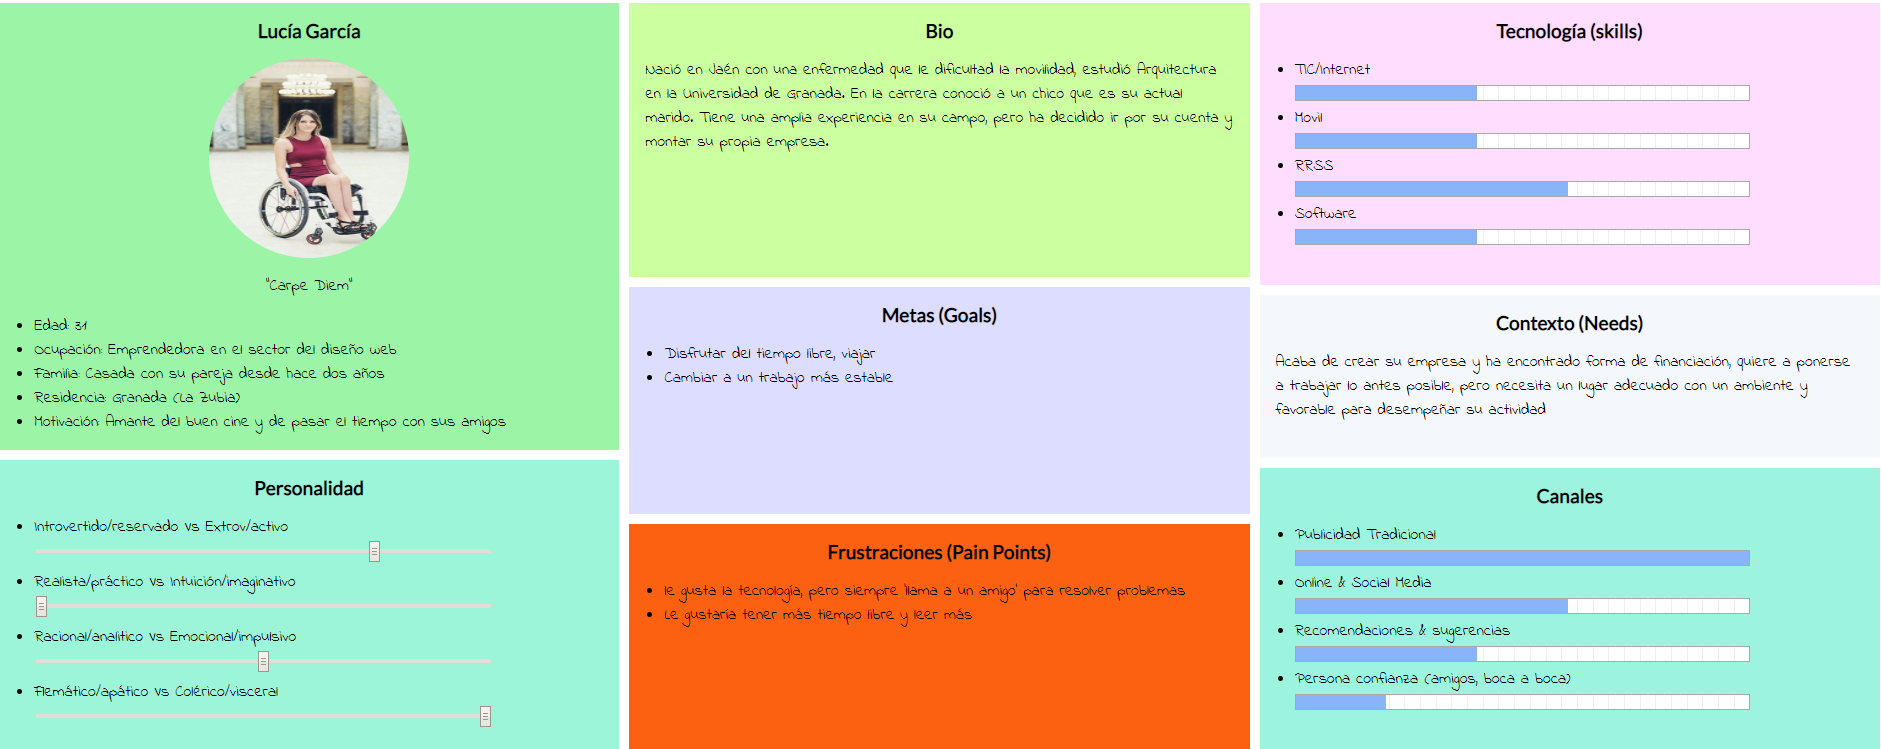 Lucía García
"Carpe Diem"
Edad: 31
Ocupación: Emprendedora en el sector del diseño web
Familia: Casada con su pareja desde hace dos años
Residencia: Granada (La Zubia)
Motivación: Amante del buen cine y de pasar el tiempo con sus amigos
Personalidad
Introvertido/reservado Vs Extrov/activo
Realista/práctico Vs Intuición/imaginativo
Racional/analítico Vs Emocional/impulsivo
Flemático/apático Vs Colérico/visceral
Bio
Nació en Jaén con una enfermedad que le dificultad la movilidad, estudió Arquitectura
en la Universidad de Granada. En la carrera conoció a un chico que es su actual
marido. Tiene una amplia experiencia en su campo, pero ha decidido ir por su cuenta y
montar su propia empresa.
Metas (Goals)
Disfrutar del tiempo libre, viajar
Cambiar a un trabajo más estable
Frustraciones (Pain Points)
le gusta la tecnología, pero siempre 'llama a un amigo' para resolver problemas
Le gustaría tener más tiempo libre y leer más
Tecnología (skills)
TIC/Internet
Movil
RRSS
Software
Contexto (Needs)
Acaba de crear su empresa y ha encontrado forma de financiación, quiere a ponerse
a trabajar lo antes posible, pero necesita un lugar adecuado con un ambiente y
favorable para desempeñar su actividad
Canales
Publicidad Tradicional
Online & Social Media
Recomendaciones & sugerencias
Persona confianza (amigos, boca a boca)